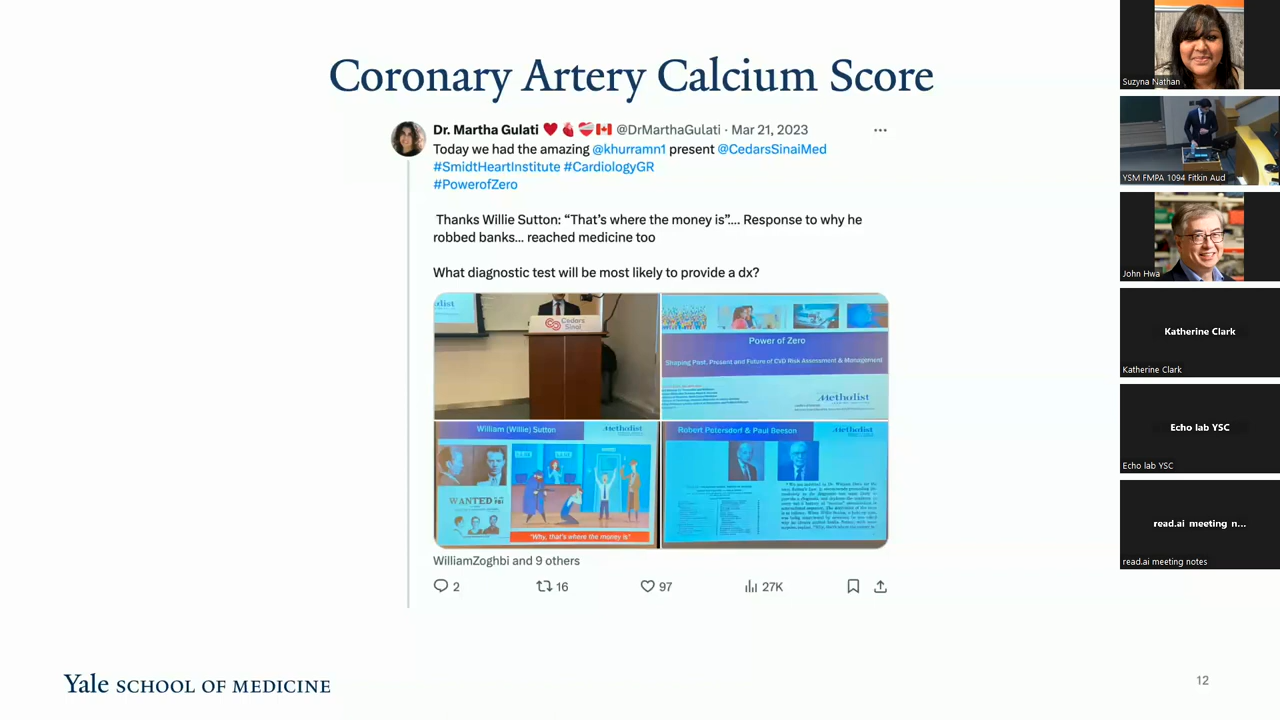 Coronary Artery Calcium Score
Dr. Martha Gulati @DrMarthaGulati · Mar 21, 2023
Today we had the amazing @khurramn1 present @CedarsSinaiMed
#SmidtHeartInstitute #CardiologyGR
#PowerofZero
Thanks Willie Sutton: “That’s where the money is”.... Response to why he
robbed banks... reached medicine too
What diagnostic test will be most likely to provide a dx?
Cedars
Sinai
Power of Zero
Shaping Past, Present and Future of CVD Risk Assessment & Management
Methodist
William (Willie) Sutton
Methodist
WANTED
FBI
"Why, that's where the money is"
Robert Petersdorf & Paul Beeson
Methodist
WilliamZoghbi and 9 others
2
16
97
27K
Yale SCHOOL OF MEDICINE
12
Suzyna Nathan
YSM FMPA 1094 Fitkin Aud
John Hwa
Katherine Clark
Katherine Clark
Echo lab YSC
Echo lab YSC
read.ai meeting n...
read.ai meeting notes